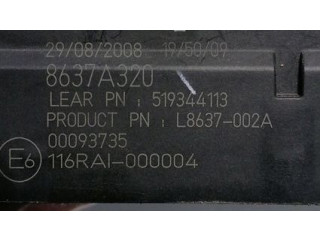 29/08/2008 19/50/09
8637A320
LEAR PN : 519344113
PRODUCT PN : L8637-002A
00093735
E6 116RAI-000004